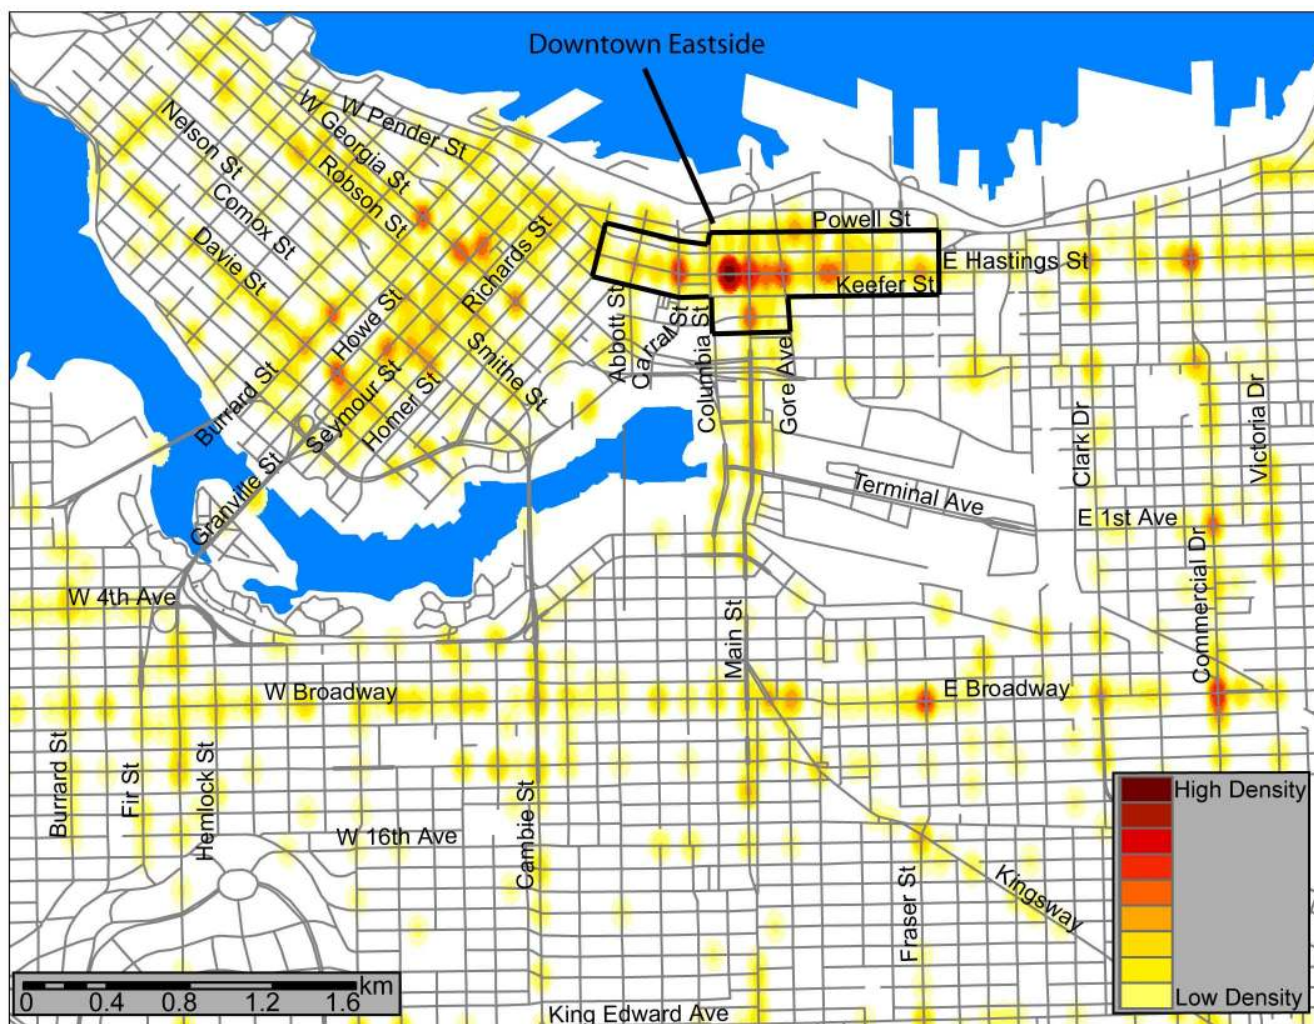 Downtown Eastside
W Pender St
W Georgia St
Robson St
Nelson St
Comox St
Davie St
Richards St
Howe St
Smithe St
Seymour St
Homer St
Burrard St
Granville St
Powell St
E Hastings St
Keefer St
Abbott St
Carrall St
Columbia St
Gore Ave
Clark Dr
Victoria Dr
Terminal Ave
E 1st Ave
Commercial Dr
W 4th Ave
Main St
W Broadway
E Broadway
Burrard St
Fir St
Hemlock St
W 16th Ave
Cambie St
Fraser St
Kingsway
King Edward Ave
High Density
Low Density
0 0.4 0.8 1.2 1.6 km